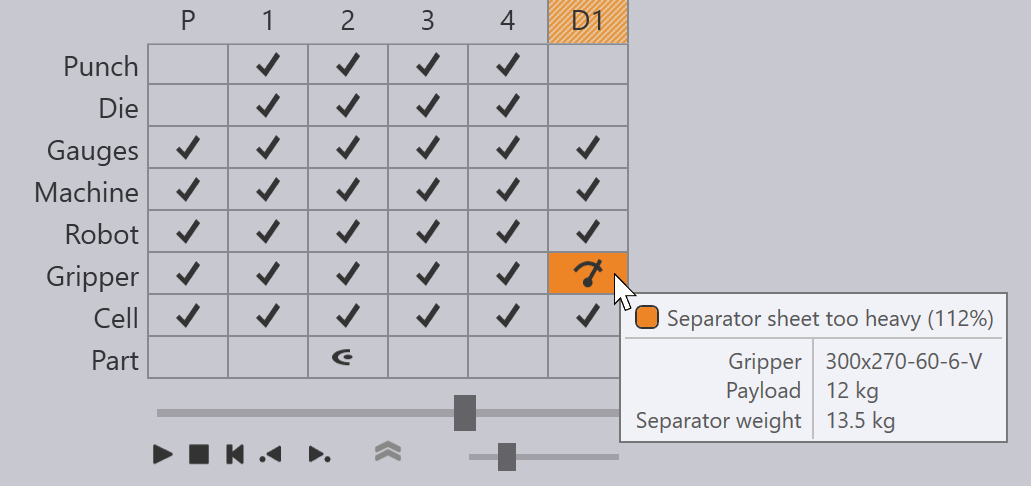 P 1 2 3 4 D1
Punch
Die
Gauges
Machine
Robot
Gripper
Cell
Separator sheet too heavy (112%)
Part
Gripper 300x270-60-6-V
Payload 12 kg
Separator weight 13.5 kg